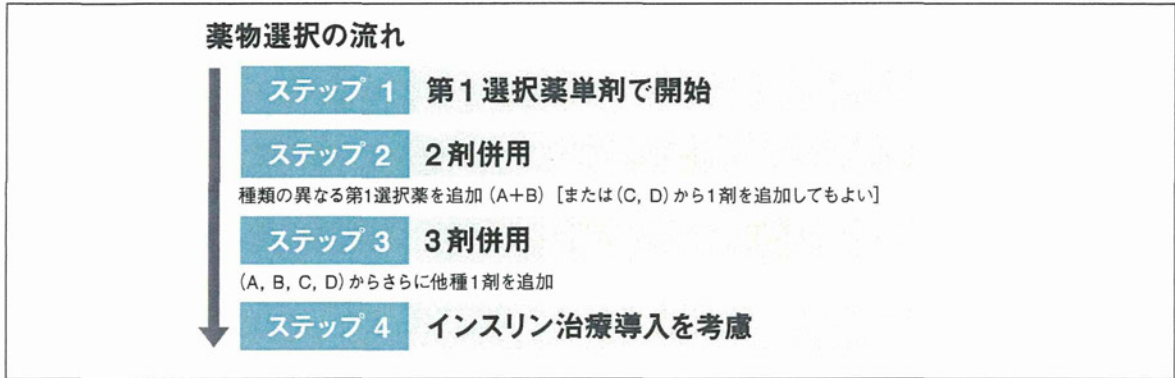 薬物選択の流れ
ステップ 1 第1選択薬単剤で開始
ステップ 2 2剤併用
種類の異なる第1選択薬を追加（A+B）［または（C, D）から1剤を追加してもよい］
ステップ 3 3剤併用
（A, B, C, D）からさらに他種1剤を追加
ステップ 4 インスリン治療導入を考慮